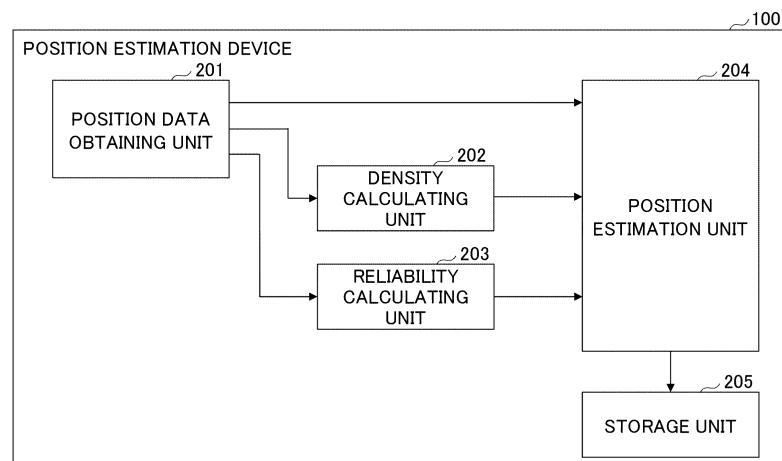 100
POSITION ESTIMATION DEVICE
201
POSITION DATA
OBTAINING UNIT
202
DENSITY
CALCULATING
UNIT
203
RELIABILITY
CALCULATING
UNIT
204
POSITION
ESTIMATION UNIT
205
STORAGE UNIT